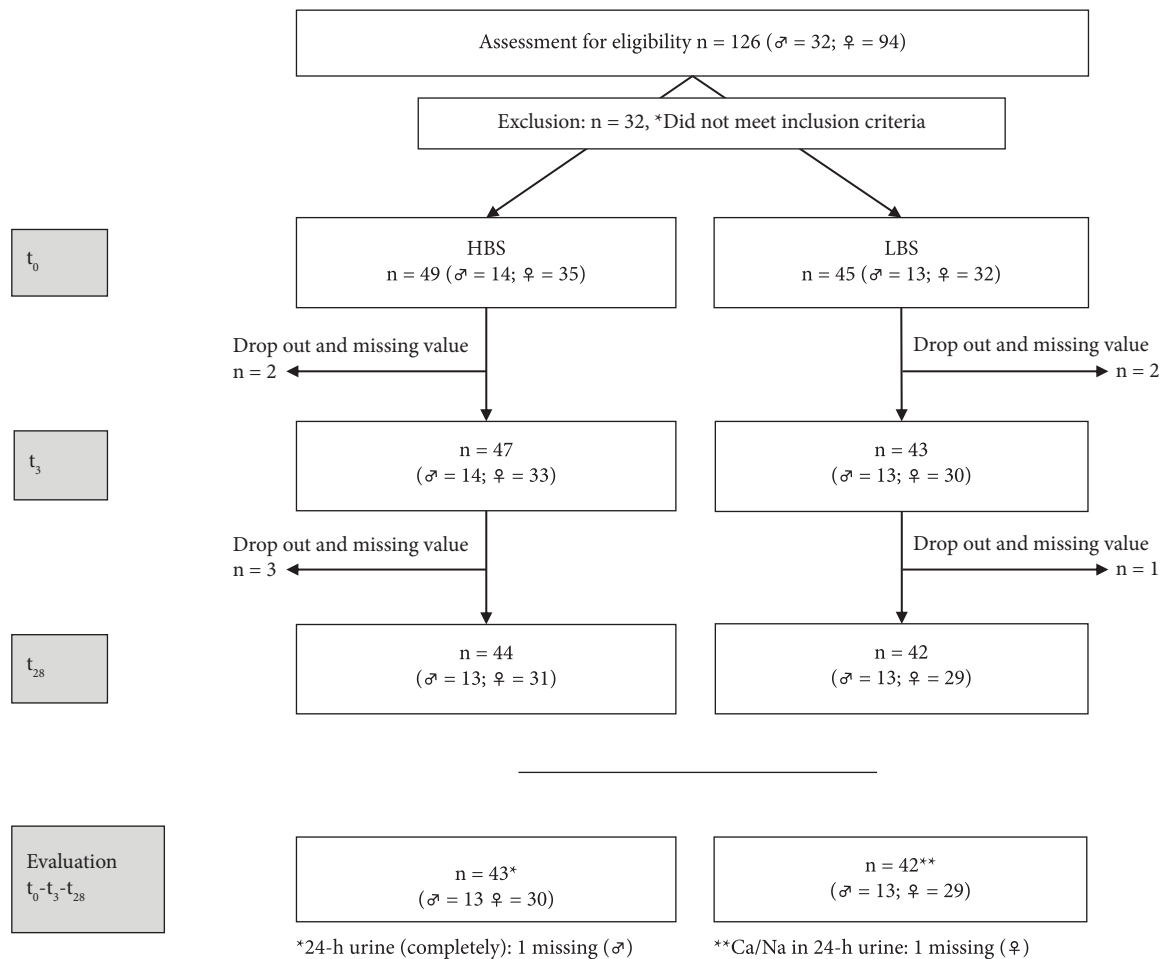 Assessment for eligibility n = 126 (♂ = 32; ♀ = 94)
Exclusion: n = 32, *Did not meet inclusion criteria
t₀
HBS
n = 49 (♂ = 14; ♀ = 35)
LBS
n = 45 (♂ = 13; ♀ = 32)
Drop out and missing value
n = 2
Drop out and missing value
n = 2
t₃
n = 47
(♂ = 14; ♀ = 33)
n = 43
(♂ = 13; ♀ = 30)
Drop out and missing value
n = 3
Drop out and missing value
n = 1
t₂₈
n = 44
(♂ = 13; ♀ = 31)
n = 42
(♂ = 13; ♀ = 29)
Evaluation
t₀-t₃-t₂₈
n = 43*
(♂ = 13 ♀ = 30)
n = 42**
(♂ = 13; ♀ = 29)
*24-h urine (completely): 1 missing (♂)
**Ca/Na in 24-h urine: 1 missing (♀)